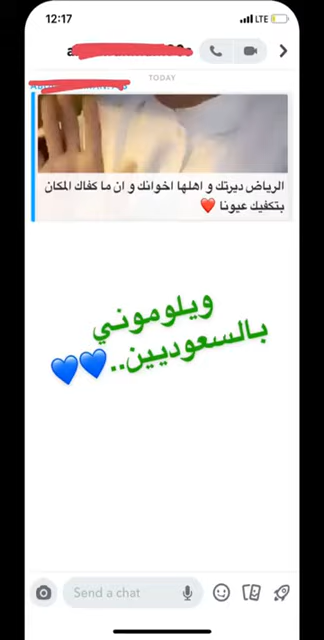 12:17
LTE
TODAY
الرياض ديرتك و اهلها اخوانك و ان ما كفاك المكان
بتكفيك عيونا ❤️
ويلوموني
بالسعوديين..💙💙
Send a chat